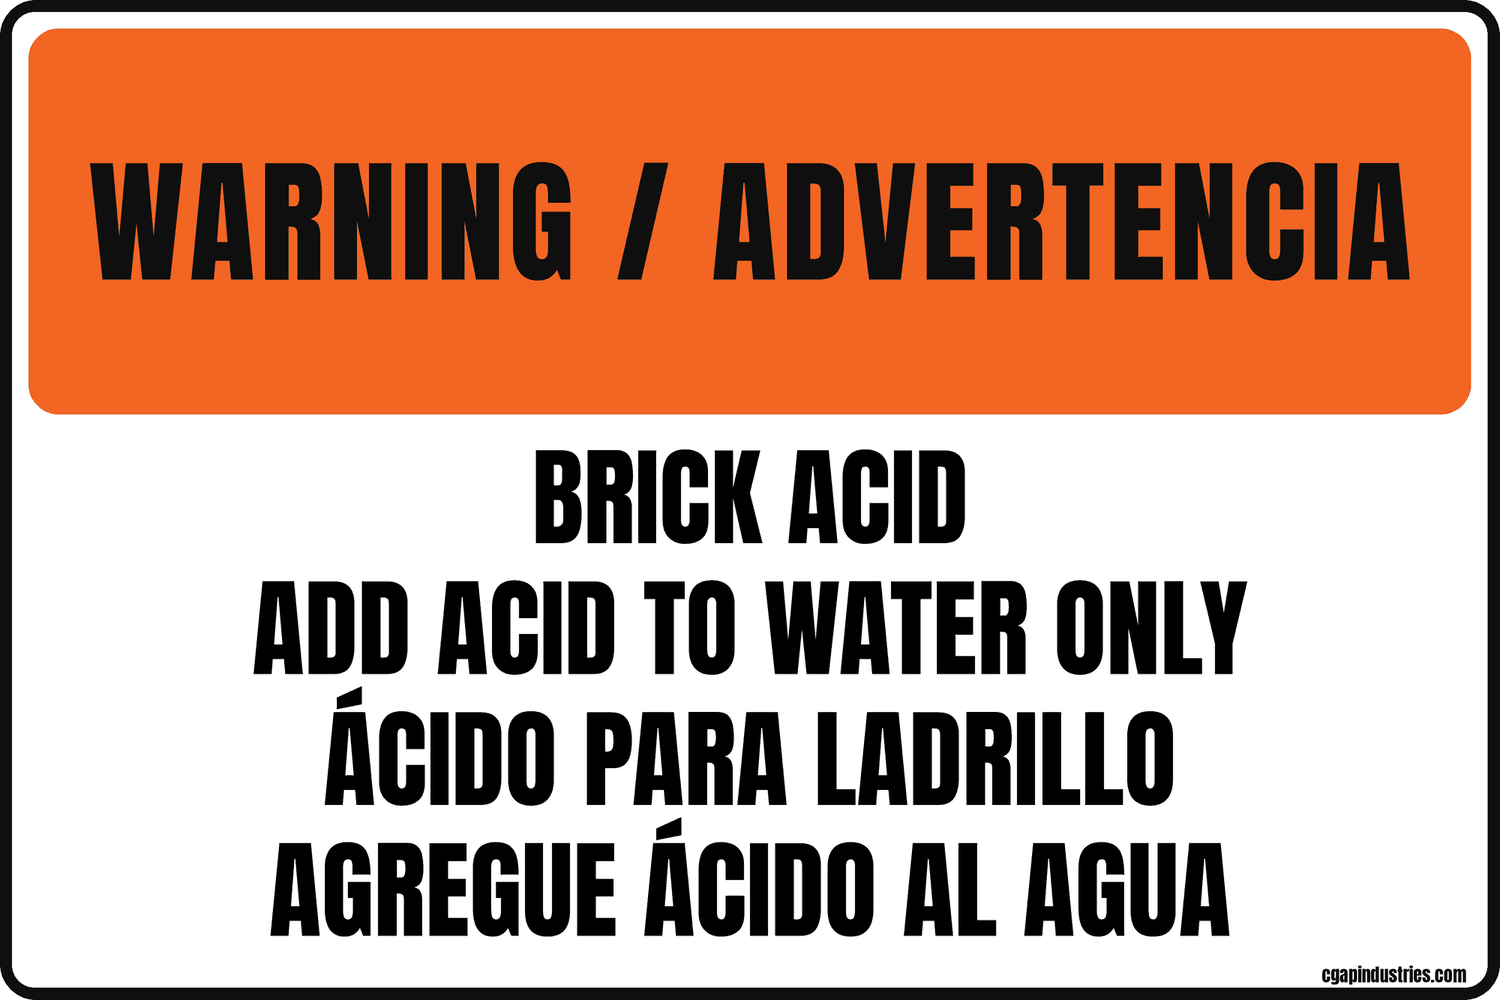 WARNING / ADVERTENCIA
BRICK ACID
ADD ACID TO WATER ONLY
ÁCIDO PARA LADRILLO
AGREGUE ÁCIDO AL AGUA
cgapindustries.com